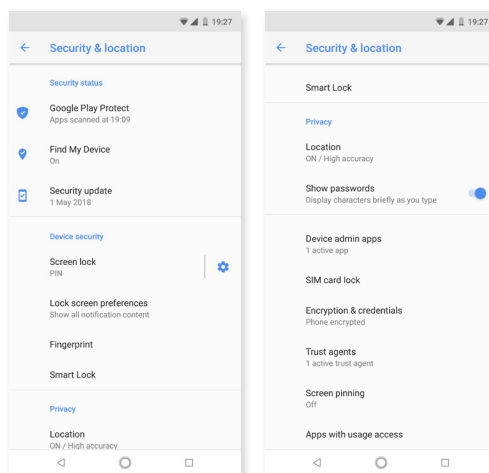 19:27
Security & location
Security status
Google Play Protect
Apps scanned at 19:09
Find My Device
On
Security update
1 May 2018
Device security
Screen lock
PIN
Lock screen preferences
Show all notification content
Fingerprint
Smart Lock
Privacy
Location
ON / High accuracy
19:27
Security & location
Smart Lock
Privacy
Location
ON / High accuracy
Show passwords
Display characters briefly as you type
Device admin apps
1 active app
SIM card lock
Encryption & credentials
Phone encrypted
Trust agents
1 active trust agent
Screen pinning
Off
Apps with usage access